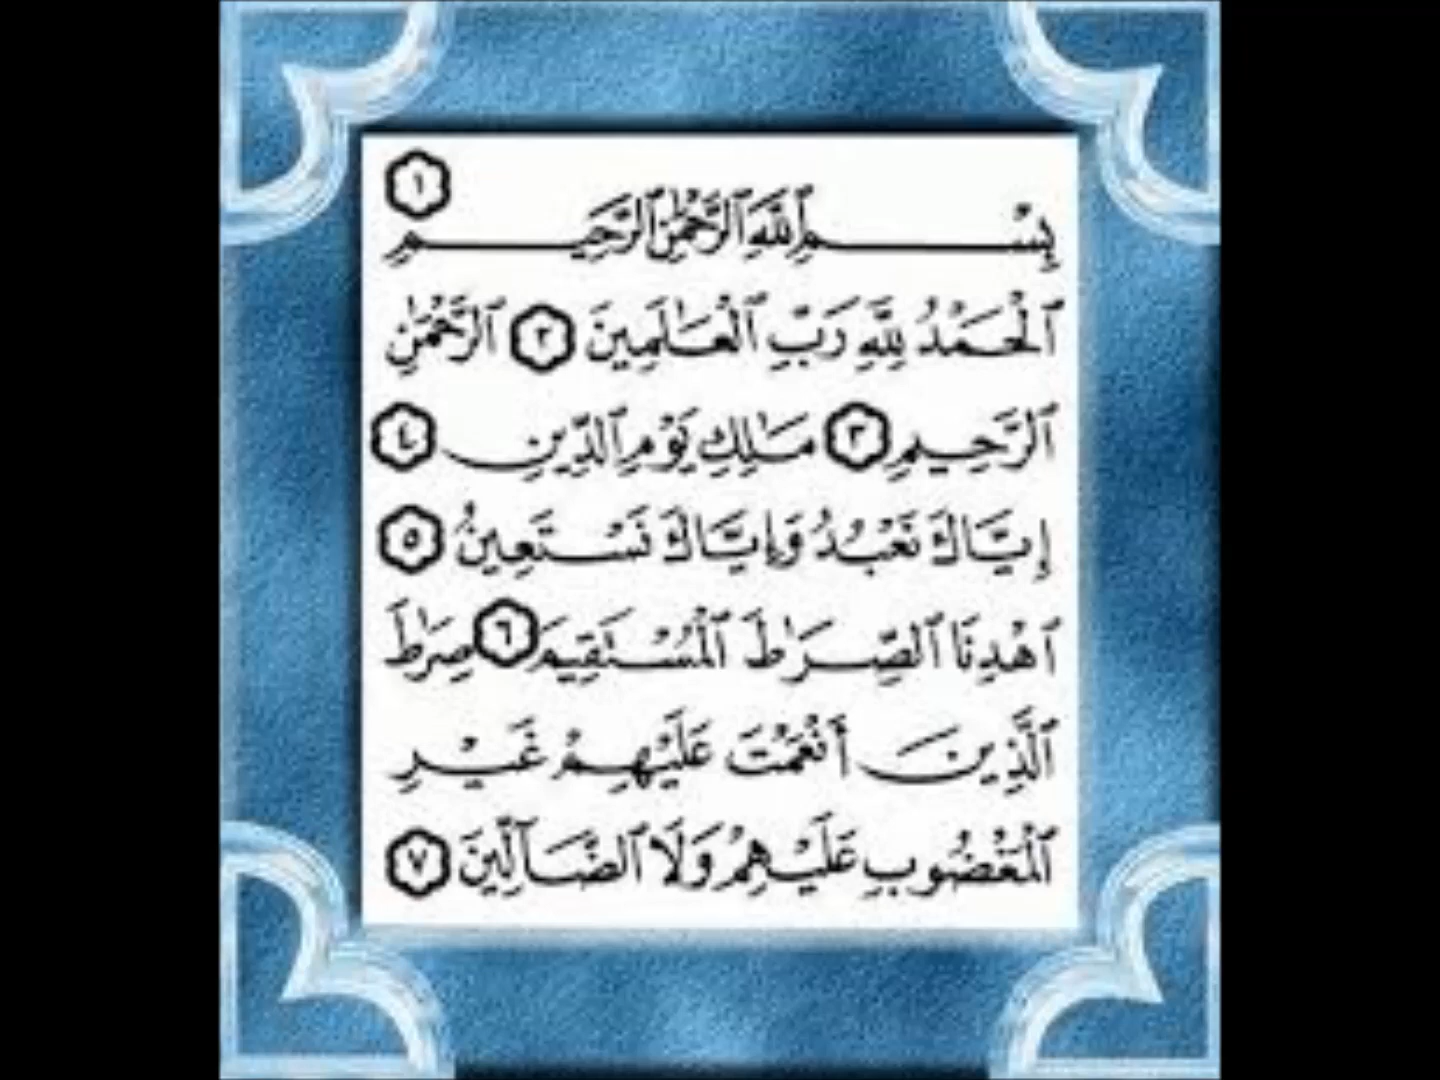 بِسْمِ ٱللَّهِ ٱلرَّحْمَٰنِ ٱلرَّحِيمِ ١
ٱلْحَمْدُ لِلَّهِ رَبِّ ٱلْعَـٰلَمِينَ ٢ ٱلرَّحْمَـٰنِ
ٱلرَّحِيمِ ٣ مَـٰلِكِ يَوْمِ ٱلدِّينِ ٤
إِيَّاكَ نَعْبُدُ وَإِيَّاكَ نَسْتَعِينُ ٥
ٱهْدِنَا ٱلصِّرَٰطَ ٱلْمُسْتَقِيمَ ٦ صِرَٰطَ
ٱلَّذِينَ أَنْعَمْتَ عَلَيْهِمْ غَيْرِ
ٱلْمَغْضُوبِ عَلَيْهِمْ وَلَا ٱلضَّآلِّينَ ٧